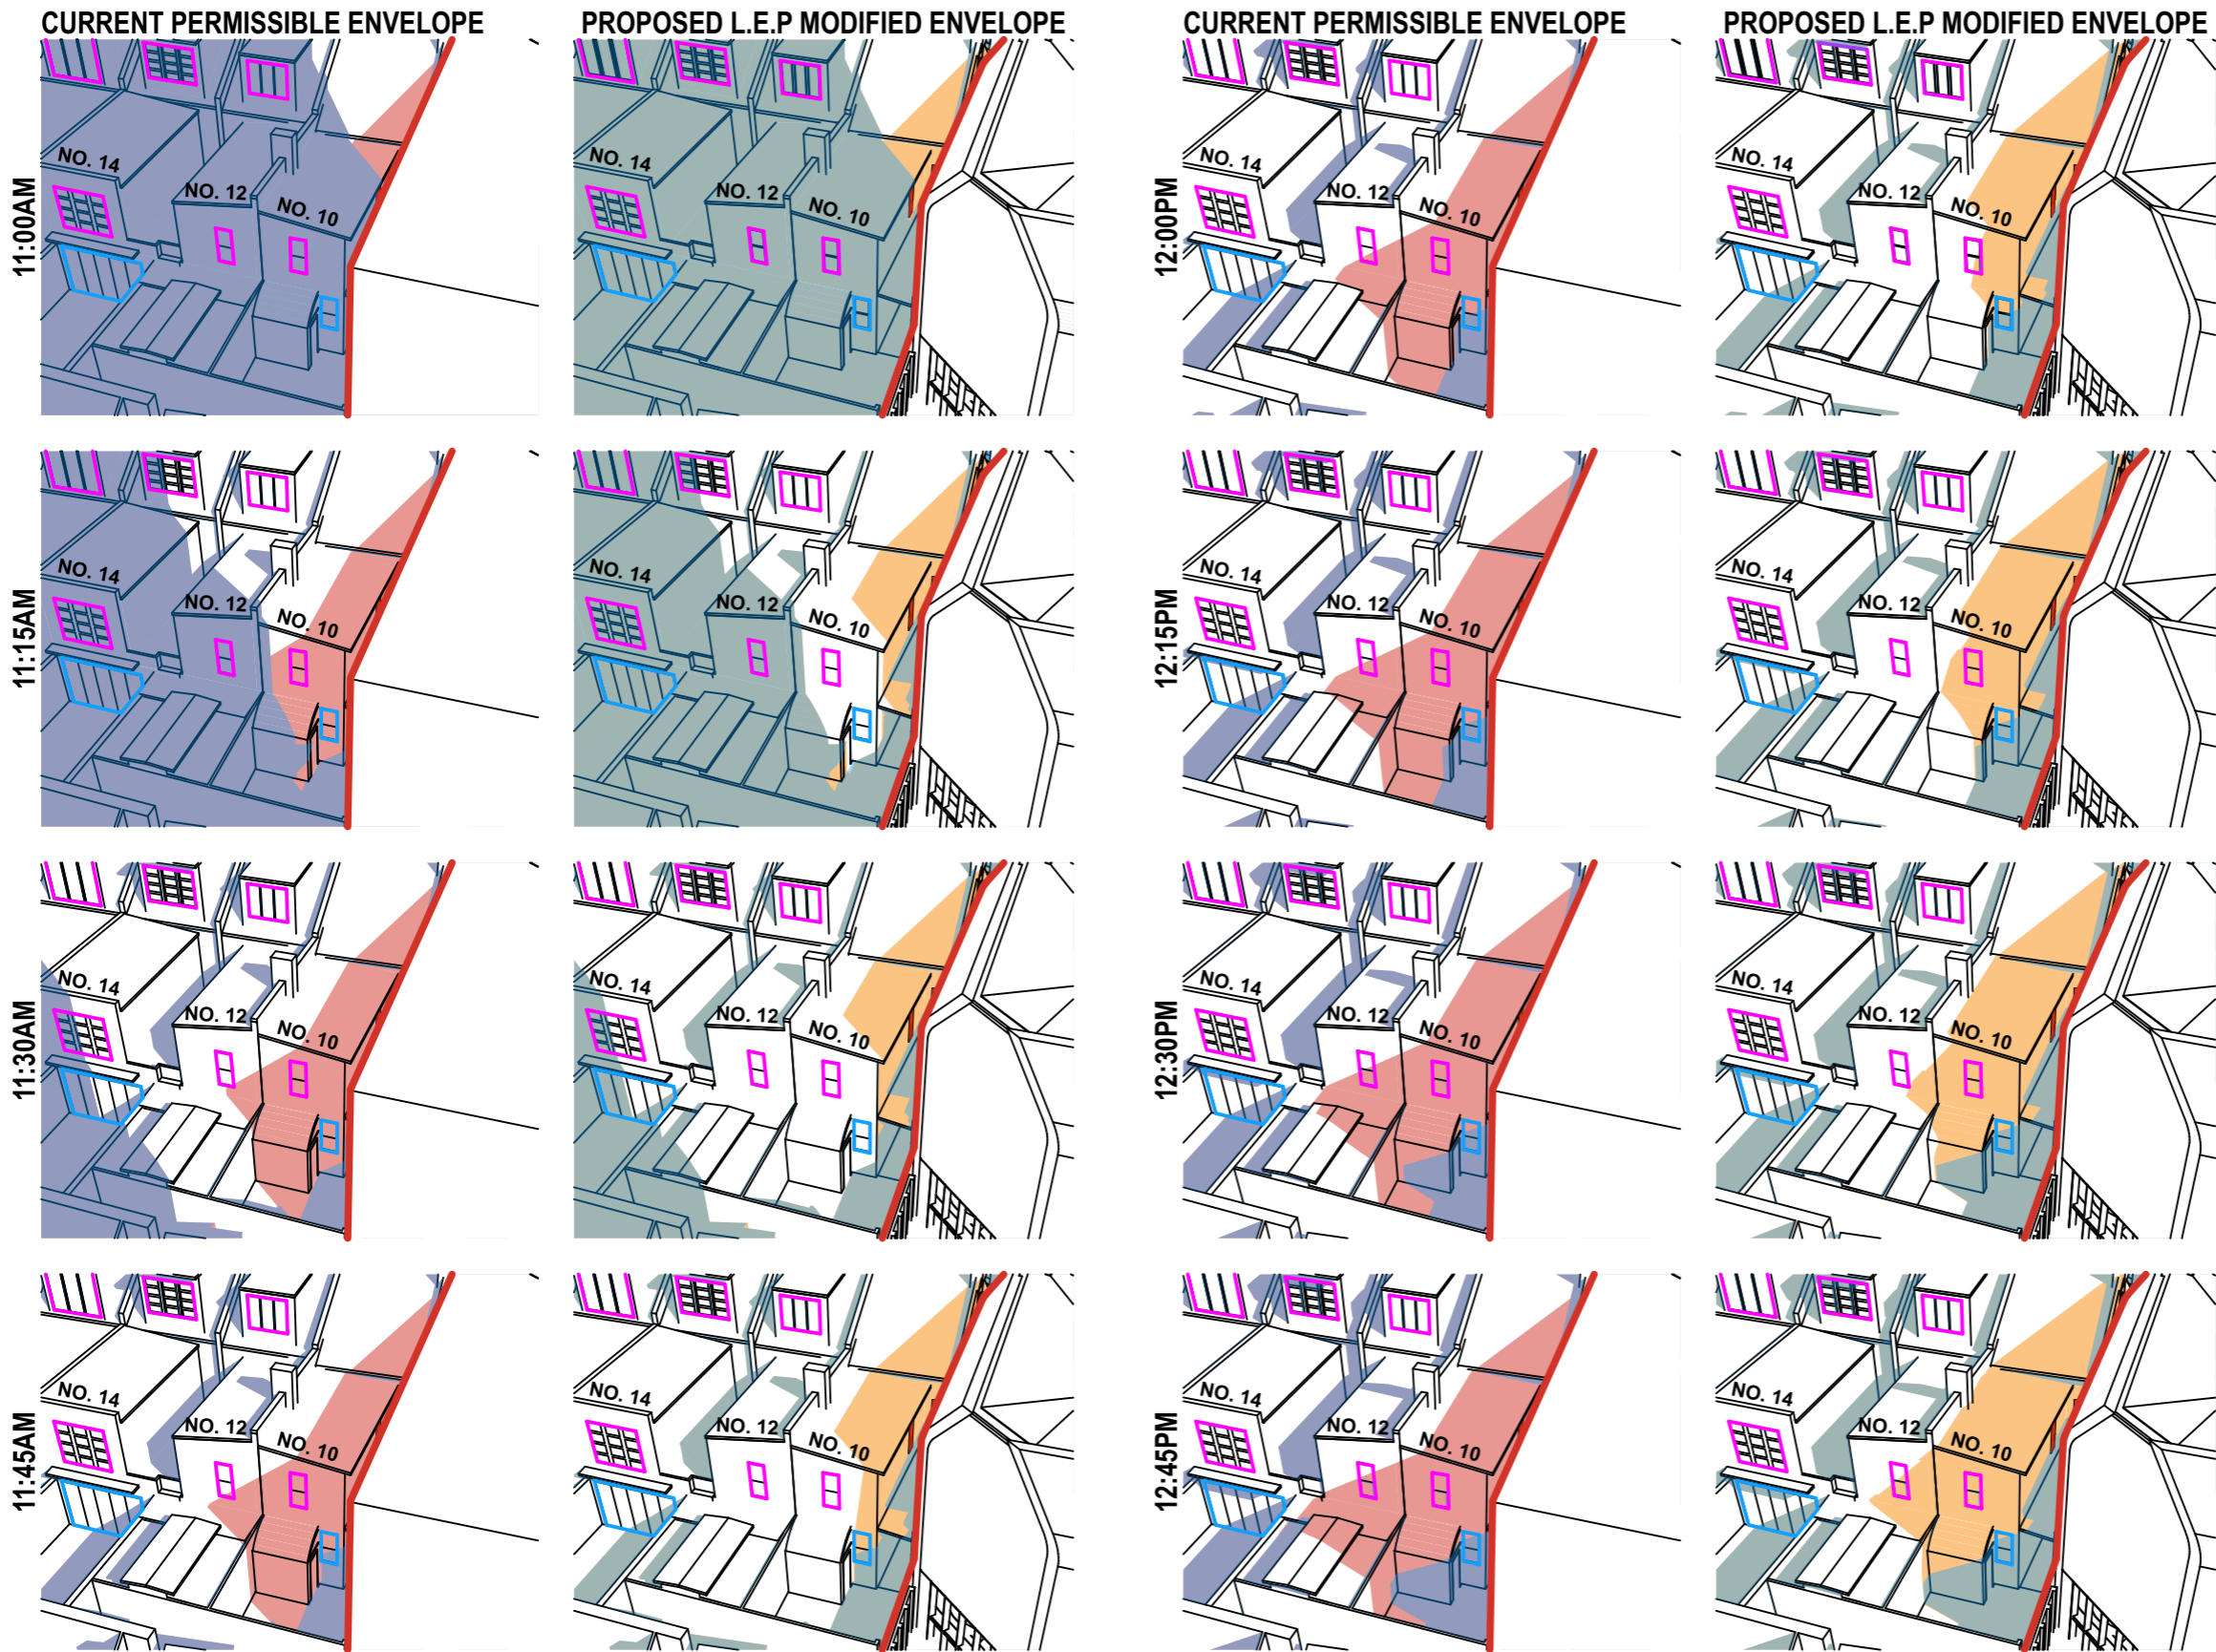 CURRENT PERMISSIBLE ENVELOPE
PROPOSED L.E.P MODIFIED ENVELOPE
CURRENT PERMISSIBLE ENVELOPE
PROPOSED L.E.P MODIFIED ENVELOPE
11:00AM
NO. 14
NO. 12
NO. 10
NO. 14
NO. 12
NO. 10
12:00PM
NO. 14
NO. 12
NO. 10
NO. 14
NO. 12
NO. 10
11:15AM
NO. 14
NO. 12
NO. 10
NO. 14
NO. 12
NO. 10
12:15PM
NO. 14
NO. 12
NO. 10
NO. 14
NO. 12
NO. 10
11:30AM
NO. 14
NO. 12
NO. 10
NO. 14
NO. 12
NO. 10
12:30PM
NO. 14
NO. 12
NO. 10
NO. 14
NO. 12
NO. 10
11:45AM
NO. 14
NO. 12
NO. 10
NO. 14
NO. 12
NO. 10
12:45PM
NO. 14
NO. 12
NO. 10
NO. 14
NO. 12
NO. 10